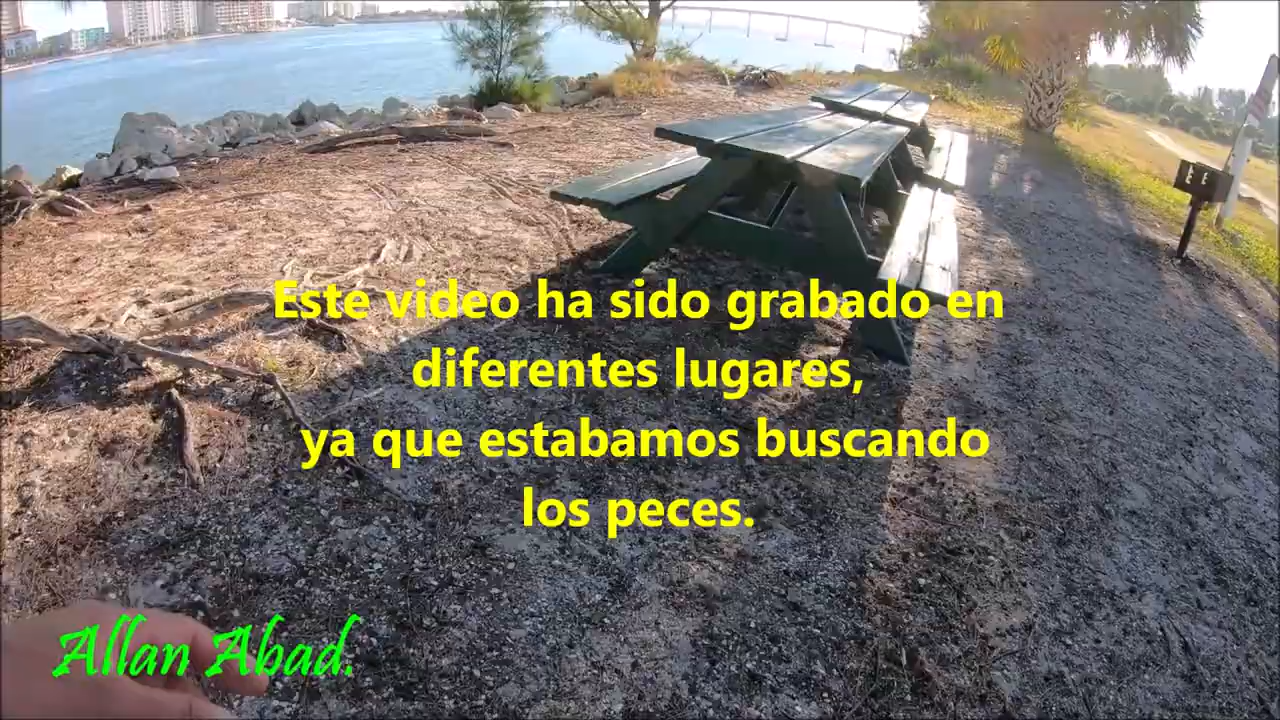 Este video ha sido grabado en
diferentes lugares,
ya que estabamos buscando
los peces.
Allan Abad.